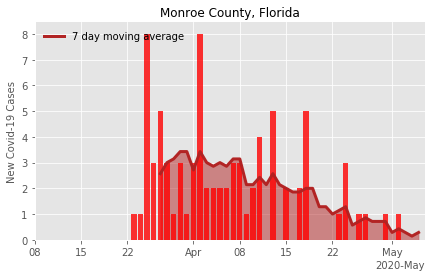 Monroe County, Florida
7 day moving average
New Covid-19 Cases
8
7
6
5
4
3
2
1
0
08 15 22 Apr 08 15 22 May
2020-May